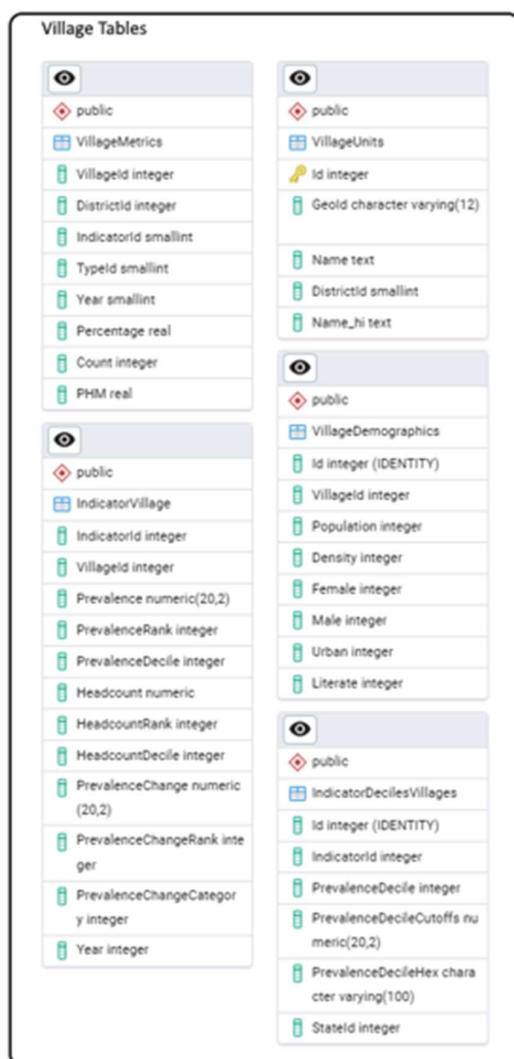 Village Tables
public
VillageMetrics
VillageId integer
DistrictId integer
IndicatorId smallint
TypeId smallint
Year smallint
Percentage real
Count integer
PHM real
public
IndicatorVillage
IndicatorId integer
VillageId integer
Prevalence numeric(20,2)
PrevalenceRank integer
PrevalenceDecile integer
Headcount numeric
HeadcountRank integer
HeadcountDecile integer
PrevalenceChange numeric
(20,2)
PrevalenceChangeRank inte
ger
PrevalenceChangeCategor
y integer
Year integer
public
VillageUnits
Id integer
GeoId character varying(12)
Name text
DistrictId smallint
Name_hi text
public
VillageDemographics
Id integer (IDENTITY)
VillageId integer
Population integer
Density integer
Female integer
Male integer
Urban integer
Literate integer
public
IndicatorDecilesVillages
Id integer (IDENTITY)
IndicatorId integer
PrevalenceDecile integer
PrevalenceDecileCutoffs nu
meric(20,2)
PrevalenceDecileHex chara
cter varying(100)
StateId integer